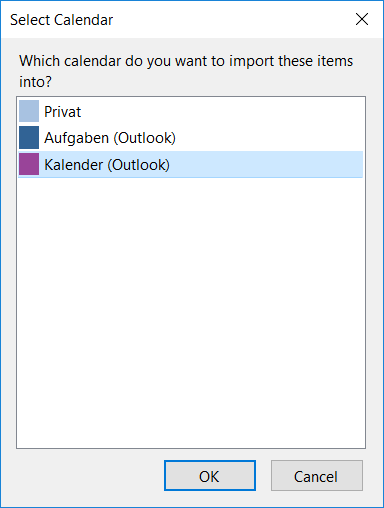 Select Calendar
Which calendar do you want to import these items
into?
Privat
Aufgaben (Outlook)
Kalender (Outlook)
OK
Cancel